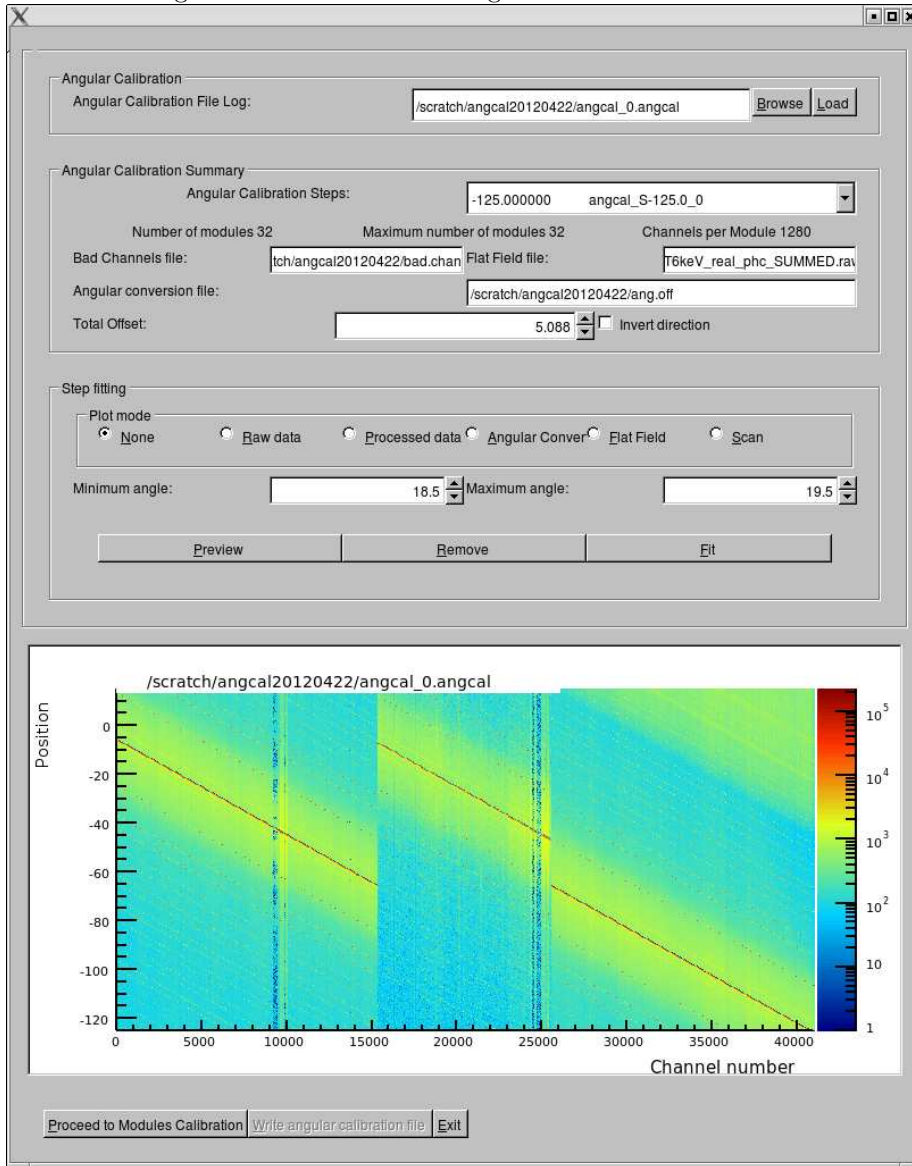 Angular Calibration
Angular Calibration File Log: /scratch/angcal20120422/angcal_0.angcal Browse Load
Angular Calibration Summary
Angular Calibration Steps: -125.000000 angcal_S-125.0_0
Number of modules 32 Maximum number of modules 32 Channels per Module 1280
Bad Channels file: tch/angcal20120422/bad.chan Flat Field file: T6keV_real_phc_SUMMED.rav
Angular conversion file: /scratch/angcal20120422/ang.off
Total Offset: 5.088 Invert direction
Step fitting
Plot mode
None Raw data Processed data Angular Conver Flat Field Scan
Minimum angle: 18.5 Maximum angle: 19.5
Preview Remove Fit
/scratch/angcal20120422/angcal_0.angcal
Position
0
-20
-40
-60
-80
-100
-120
10^5
10^4
10^3
10^2
10
1
0 5000 10000 15000 20000 25000 30000 35000 40000
Channel number
Proceed to Modules Calibration Write angular calibration file Exit